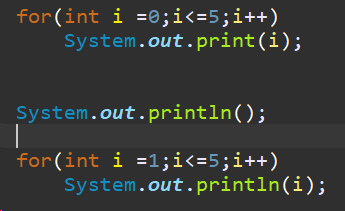 for(int i =0;i<=5;i++)
    System.out.print(i);
System.out.println();
for(int i =1;i<=5;i++)
    System.out.println(i);